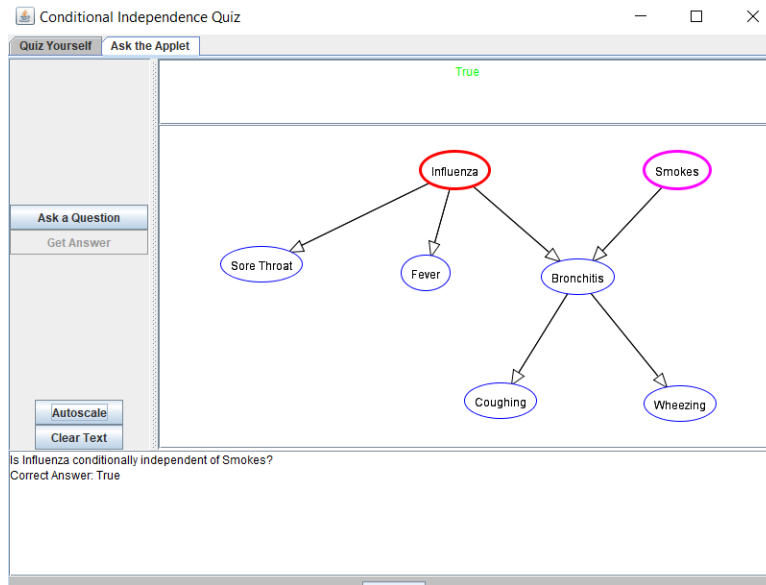 Conditional Independence Quiz
Quiz Yourself
Ask the Applet
True
Influenza
Smokes
Ask a Question
Get Answer
Sore Throat
Fever
Bronchitis
Coughing
Wheezing
Autoscale
Clear Text
Is Influenza conditionally independent of Smokes?
Correct Answer: True